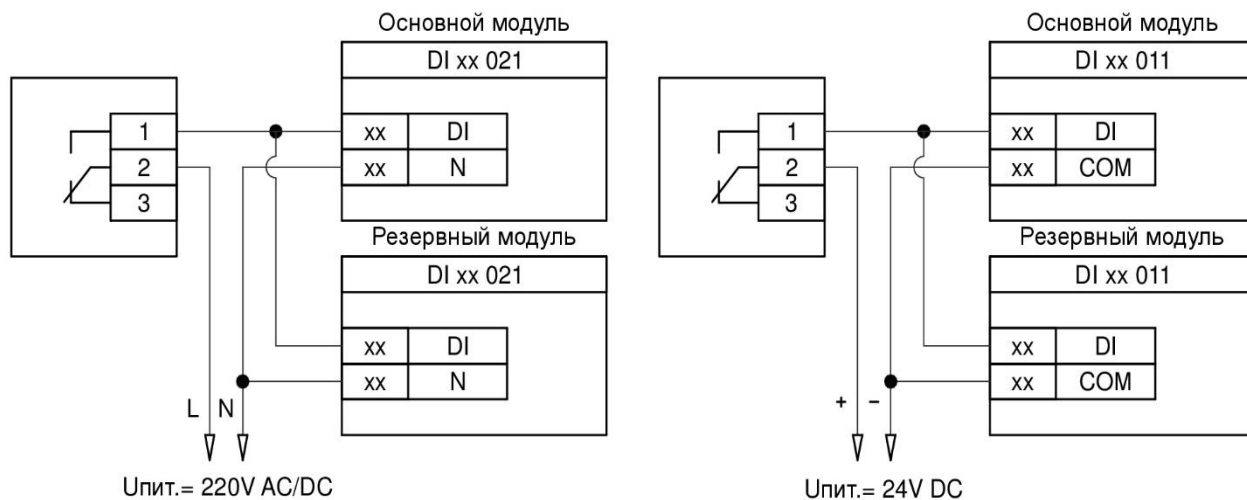 Основной модуль
DI xx 021
1
2
3
xx DI
xx N
Резервный модуль
DI xx 021
xx DI
xx N
L N
Uпит.= 220V AC/DC
Основной модуль
DI xx 011
1
2
3
xx DI
xx COM
Резервный модуль
DI xx 011
xx DI
xx COM
+ −
Uпит.= 24V DC